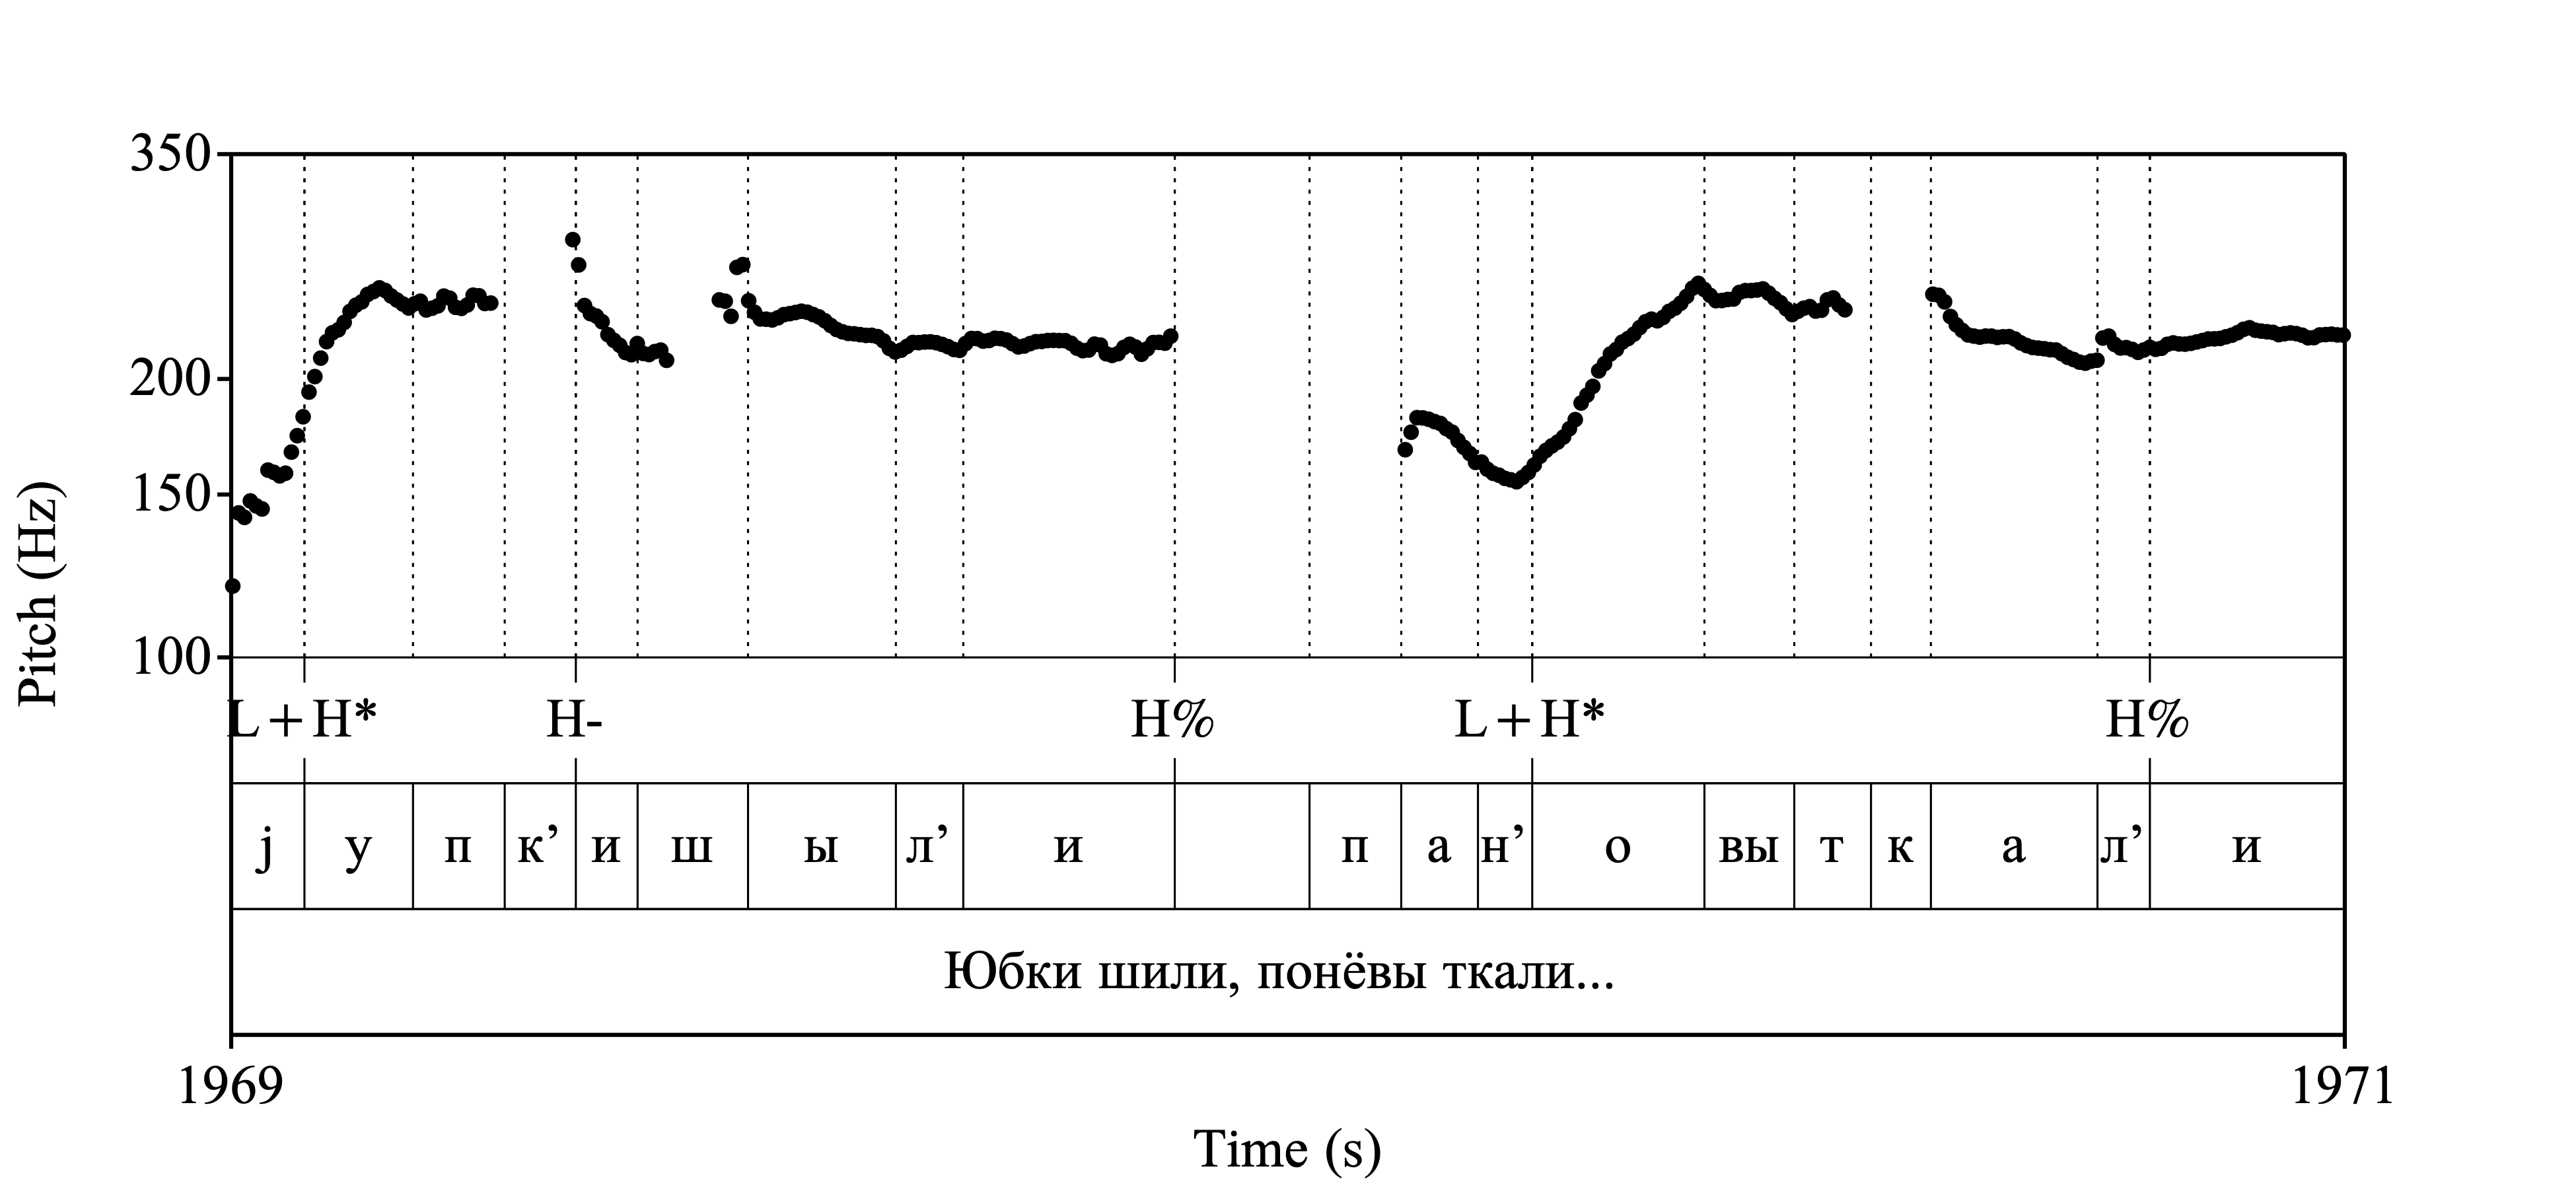 350
200
150
100
Pitch (Hz)
L+H* H- H% L+H* H%
j у п к’ и ш ы л’ и п а н’ о вы т к а л’ и
Юбки шили, понёвы ткали...
1969 1971
Time (s)